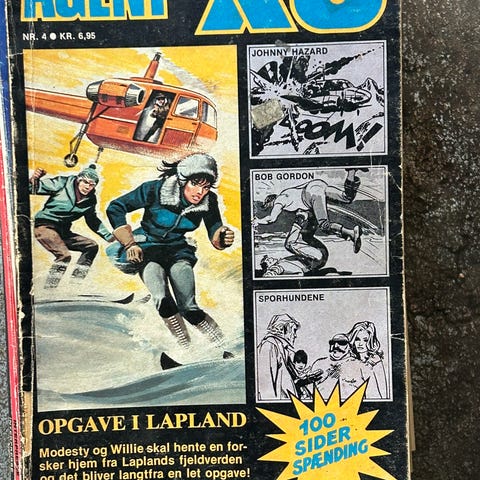 AGENT X9
NR. 4 • KR. 6,95
JOHNNY HAZARD
BOOM!
BOB GORDON
SPORHUNDENE
OPGAVE I LAPLAND
Modesty og Willie skal hente en for-
sker hjem fra Laplands fjeldverden
og det bliver langtfra en let opgave!
100
SIDER
SPÆNDING